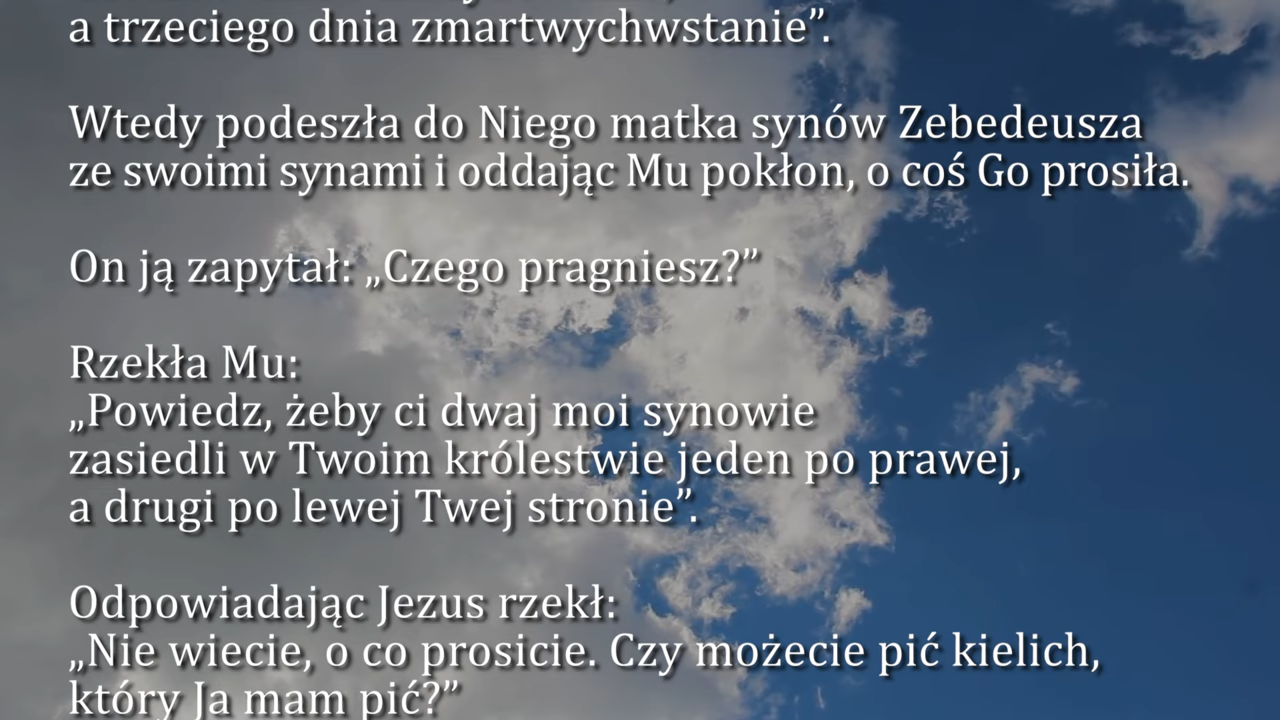 a trzeciego dnia zmartwychwstanie”.
Wtedy podeszła do Niego matka synów Zebedeusza
ze swoimi synami i oddając Mu pokłon, o coś Go prosiła.
On ją zapytał: „Czego pragniesz?”
Rzekła Mu:
„Powiedz, żeby ci dwaj moi synowie
zasiedli w Twoim królestwie jeden po prawej,
a drugi po lewej Twej stronie”.
Odpowiadając Jezus rzekł:
„Nie wiecie, o co prosicie. Czy możecie pić kielich,
który Ja mam pić?”